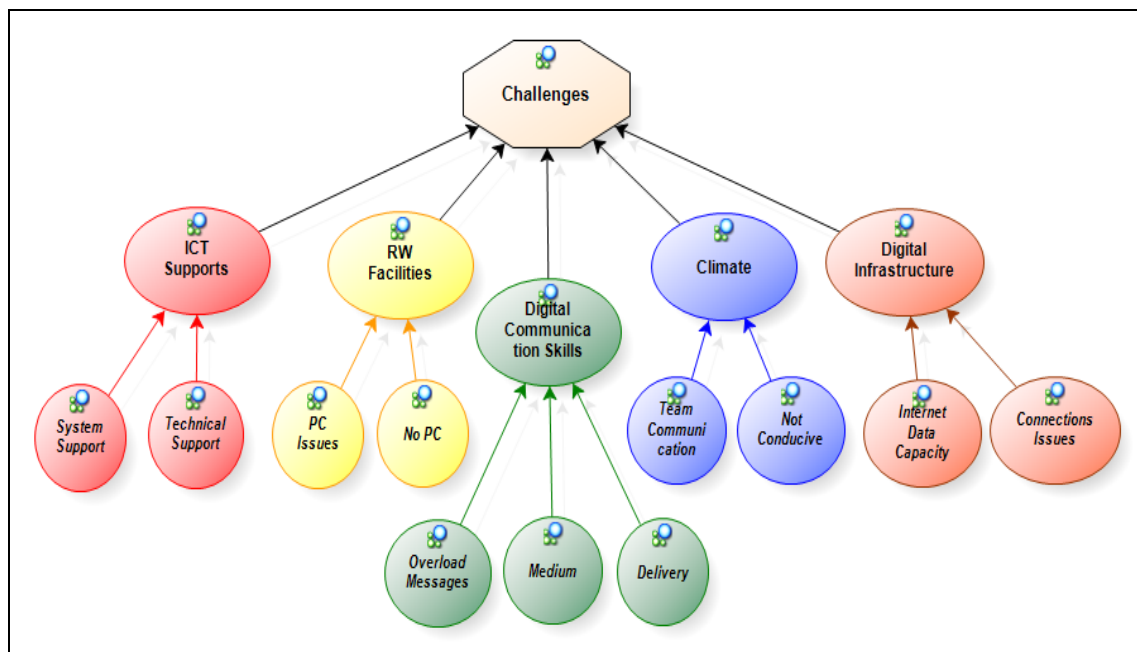 Challenges
ICT
Supports
RW
Facilities
Digital
Communica
tion Skills
Climate
Digital
Infrastructure
System
Support
Technical
Support
PC
Issues
No PC
Team
Communi
cation
Not
Conducive
Internet
Data
Capacity
Connections
Issues
Overload
Messages
Medium
Delivery